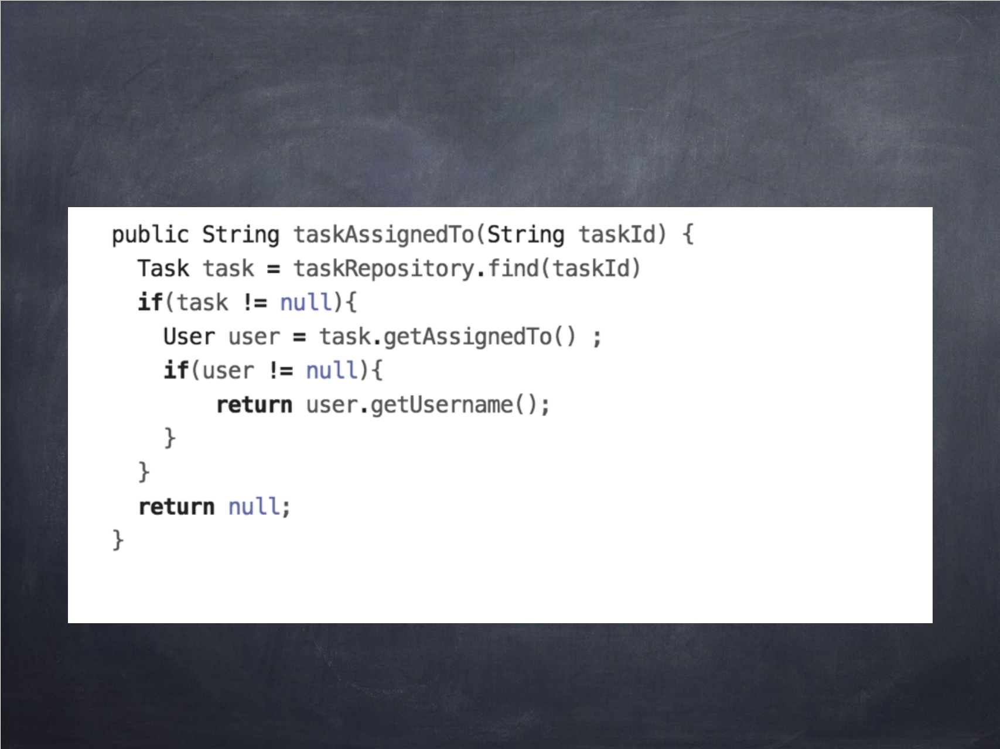 public String taskAssignedTo(String taskId) {
  Task task = taskRepository.find(taskId)
  if(task != null){
    User user = task.getAssignedTo() ;
    if(user != null){
        return user.getUsername();
    }
  }
  return null;
}